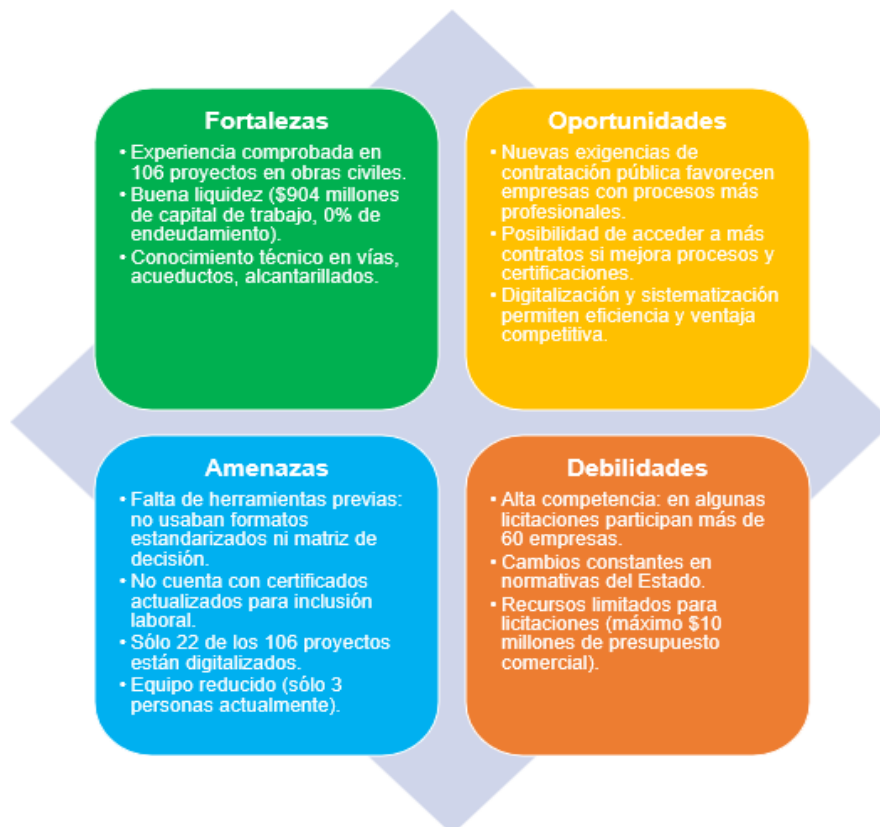 Fortalezas
• Experiencia comprobada en
106 proyectos en obras civiles.
• Buena liquidez ($904 millones
de capital de trabajo, 0% de
endeudamiento).
• Conocimiento técnico en vías,
acueductos, alcantarillados.
Oportunidades
• Nuevas exigencias de
contratación pública favorecen
empresas con procesos más
profesionales.
• Posibilidad de acceder a más
contratos si mejora procesos y
certificaciones.
• Digitalización y sistematización
permiten eficiencia y ventaja
competitiva.
Amenazas
• Falta de herramientas previas:
no usaban formatos
estandarizados ni matriz de
decisión.
• No cuenta con certificados
actualizados para inclusión
laboral.
• Sólo 22 de los 106 proyectos
están digitalizados.
• Equipo reducido (sólo 3
personas actualmente).
Debilidades
• Alta competencia: en algunas
licitaciones participan más de
60 empresas.
• Cambios constantes en
normativas del Estado.
• Recursos limitados para
licitaciones (máximo $10
millones de presupuesto
comercial).